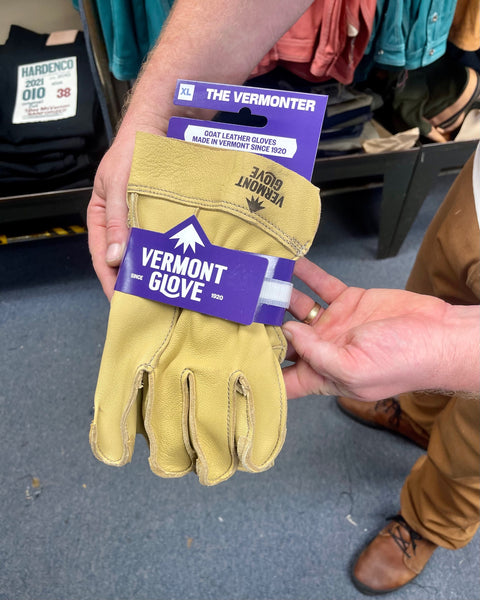 HARDENCO
2021
010 38
XL THE VERMONTER
GOAT LEATHER GLOVES
MADE IN VERMONT SINCE 1920
VERMONT
GLOVE
VERMONT
SINCE GLOVE 1920